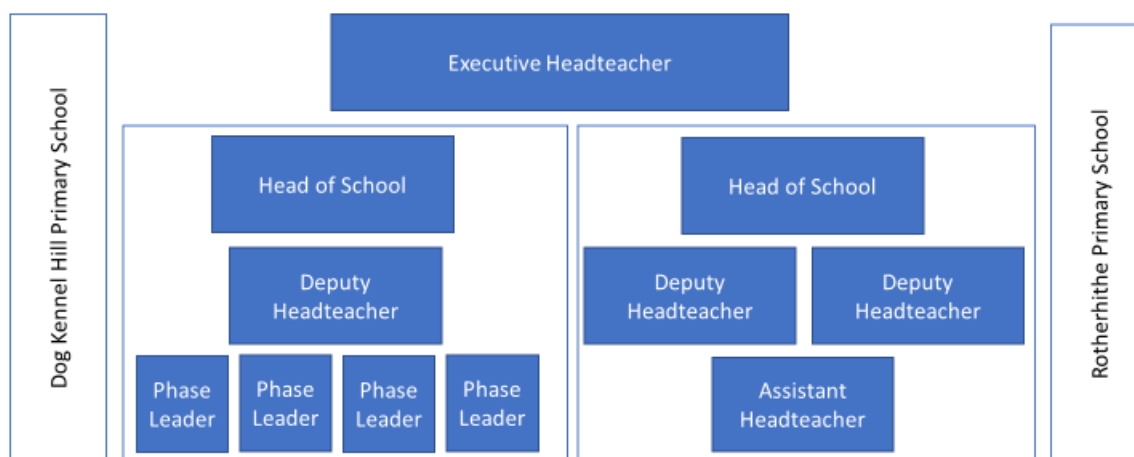 Dog Kennel Hill Primary School
Executive Headteacher
Rotherhithe Primary School
Head of School
Head of School
Deputy
Headteacher
Deputy
Headteacher
Deputy
Headteacher
Phase
Leader
Phase
Leader
Phase
Leader
Phase
Leader
Assistant
Headteacher